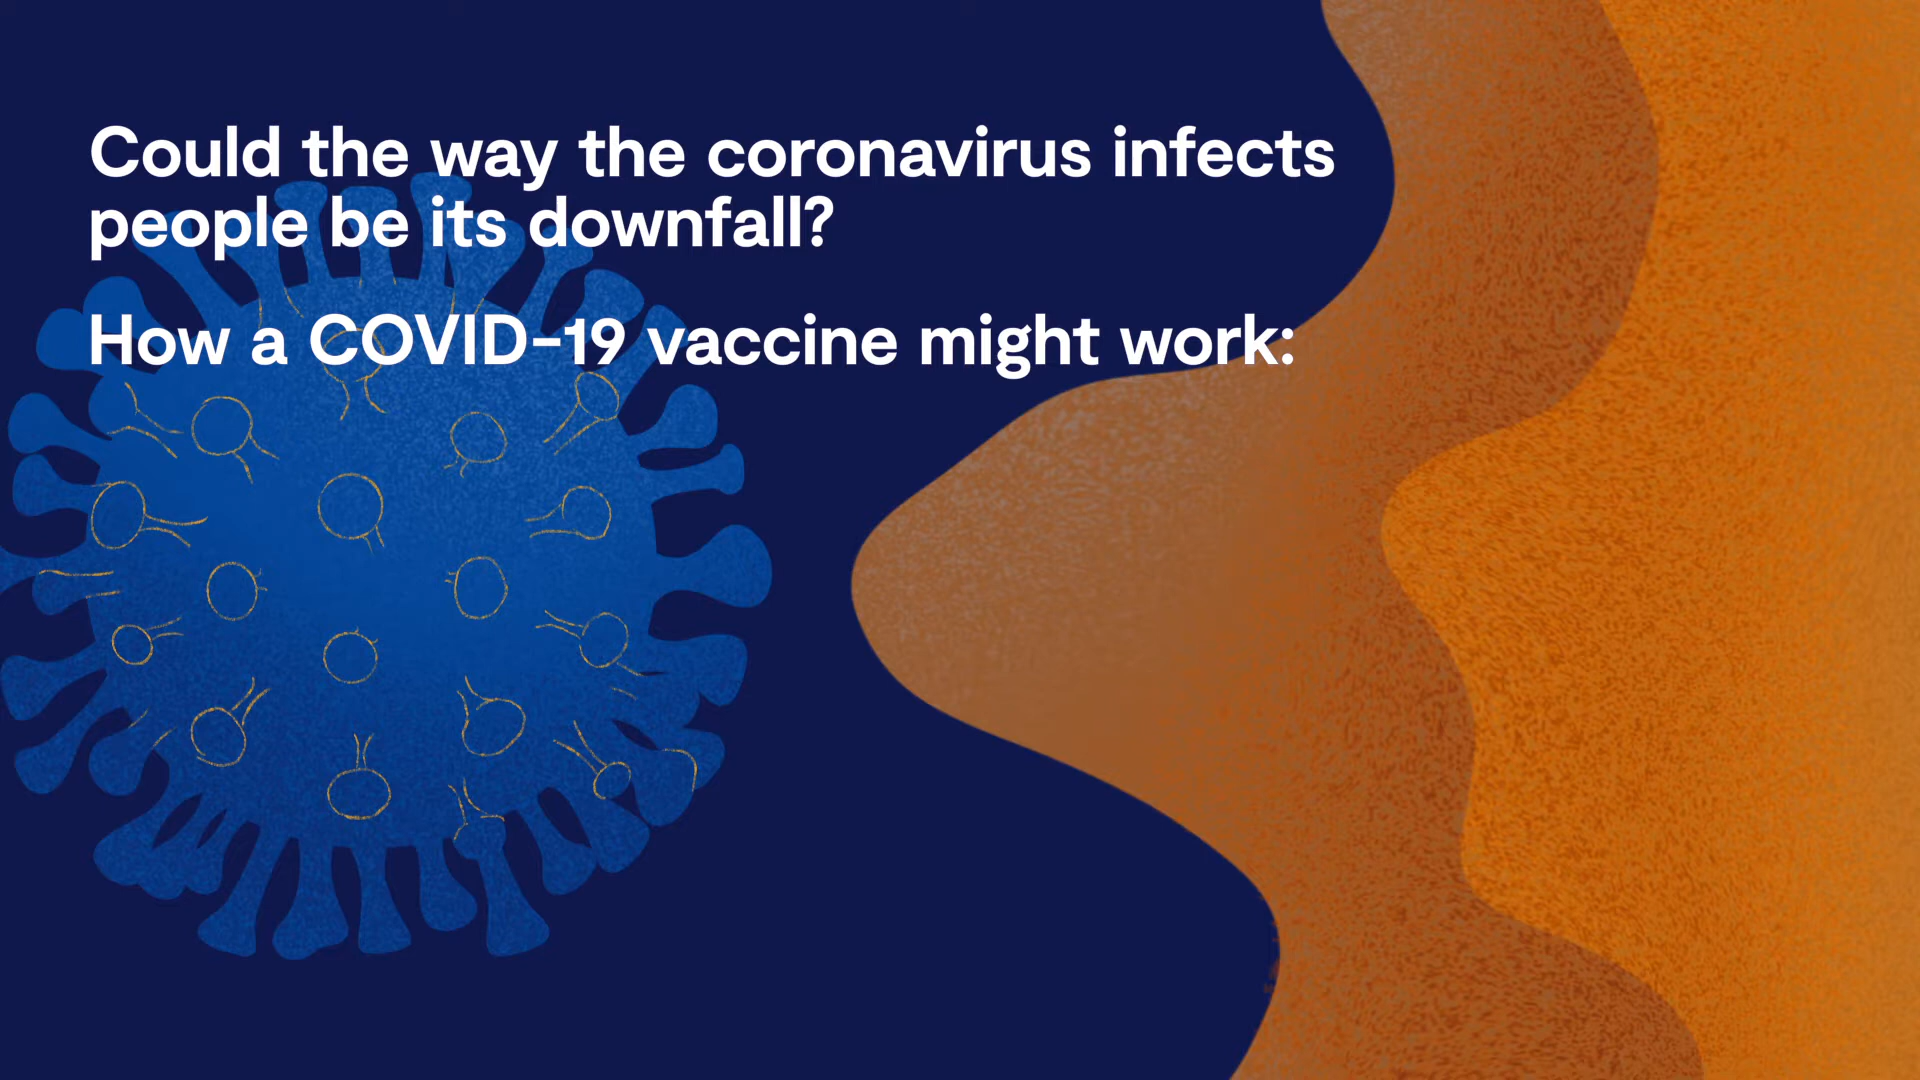 Could the way the coronavirus infects
people be its downfall?
How a COVID-19 vaccine might work: